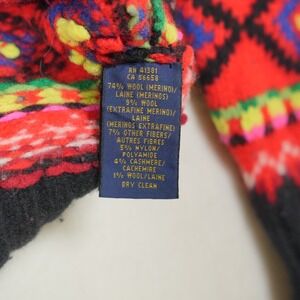 RN 41381
CA 56658
74% WOOL (MERINO)/
LAINE (MERINOS)
9% WOOL
(EXTRAFINE MERINO)/
LAINE
(MERINOS EXTRAFINE)
7% OTHER FIBERS/
AUTRES FIBRES
5% NYLON/
POLYAMIDE
4% CASHMERE/
CACHEMIRE
1% WOOL/LAINE
DRY CLEAN